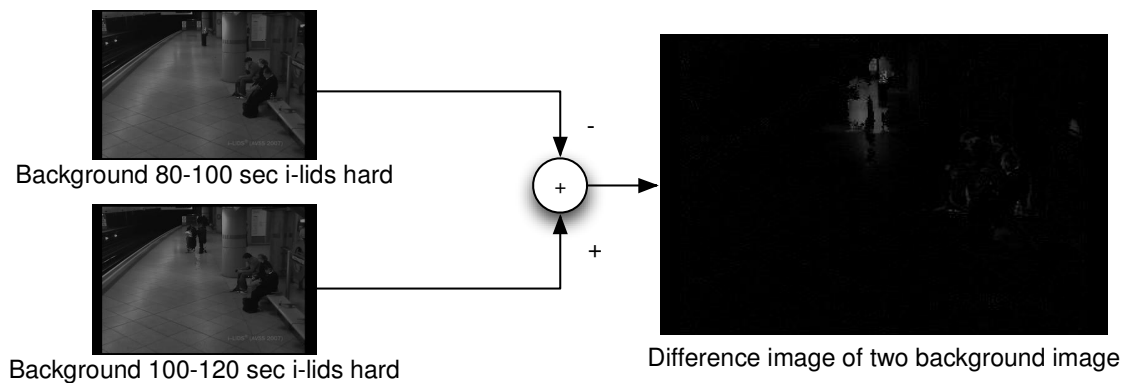 Background 80-100 sec i-lids hard
-
+
+
Background 100-120 sec i-lids hard
Difference image of two background image